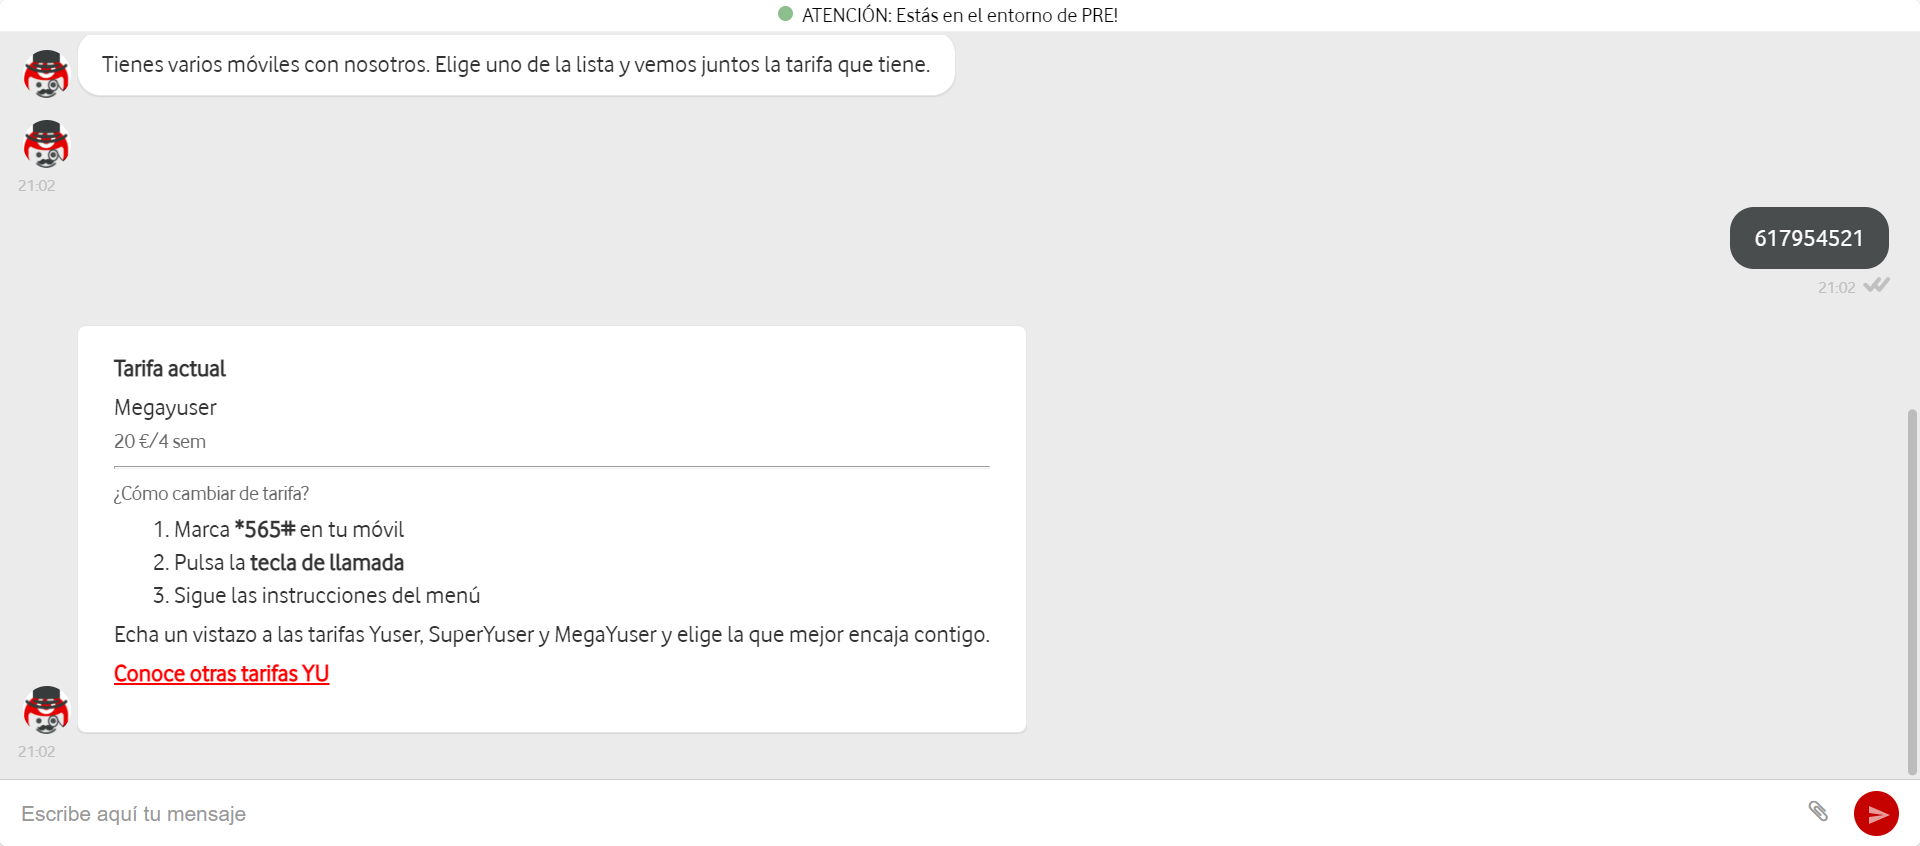 ATENCIÓN: Estás en el entorno de PRE!
Tienes varios móviles con nosotros. Elige uno de la lista y vemos juntos la tarifa que tiene.
21:02
617954521
21:02
Tarifa actual
Megayuser
20 €/4 sem
¿Cómo cambiar de tarifa?
1. Marca *565# en tu móvil
2. Pulsa la tecla de llamada
3. Sigue las instrucciones del menú
Echa un vistazo a las tarifas Yuser, SuperYuser y MegaYuser y elige la que mejor encaja contigo.
Conoce otras tarifas YU
21:02
Escribe aquí tu mensaje